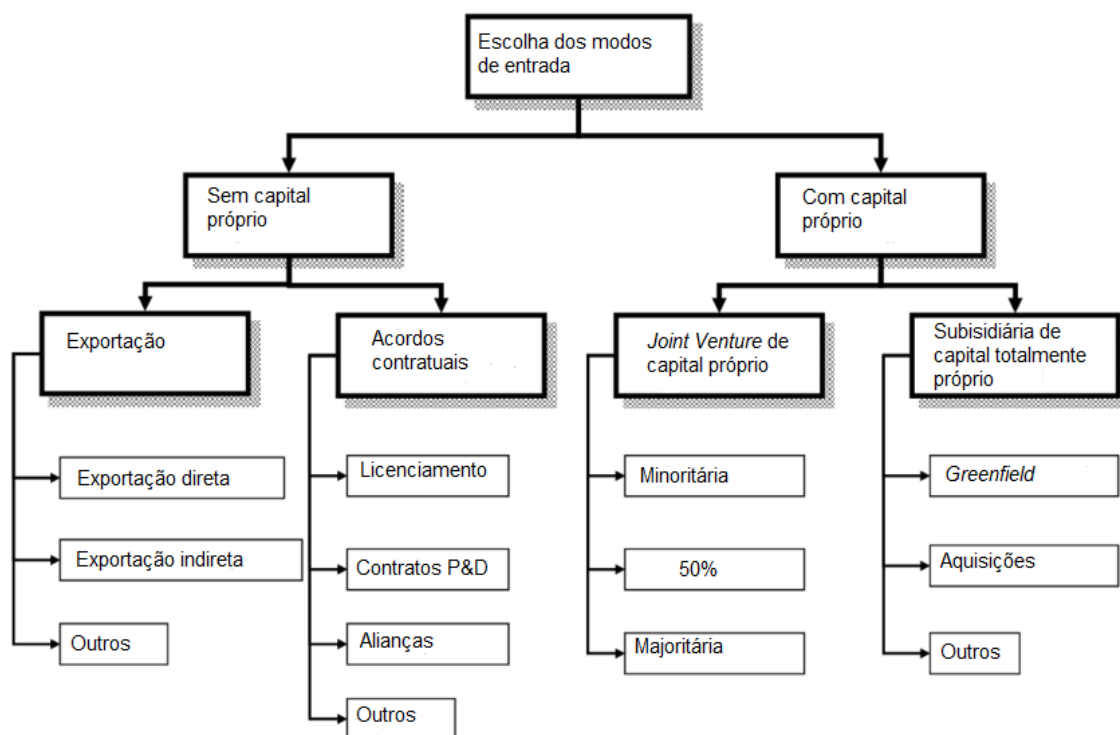 Escolha dos modos
de entrada
Sem capital
próprio
Com capital
próprio
Exportação
Acordos
contratuais
Joint Venture de
capital próprio
Subisidiária de
capital totalmente
próprio
Exportação direta
Exportação indireta
Outros
Licenciamento
Contratos P&D
Alianças
Outros
Minoritária
50%
Majoritária
Greenfield
Aquisições
Outros